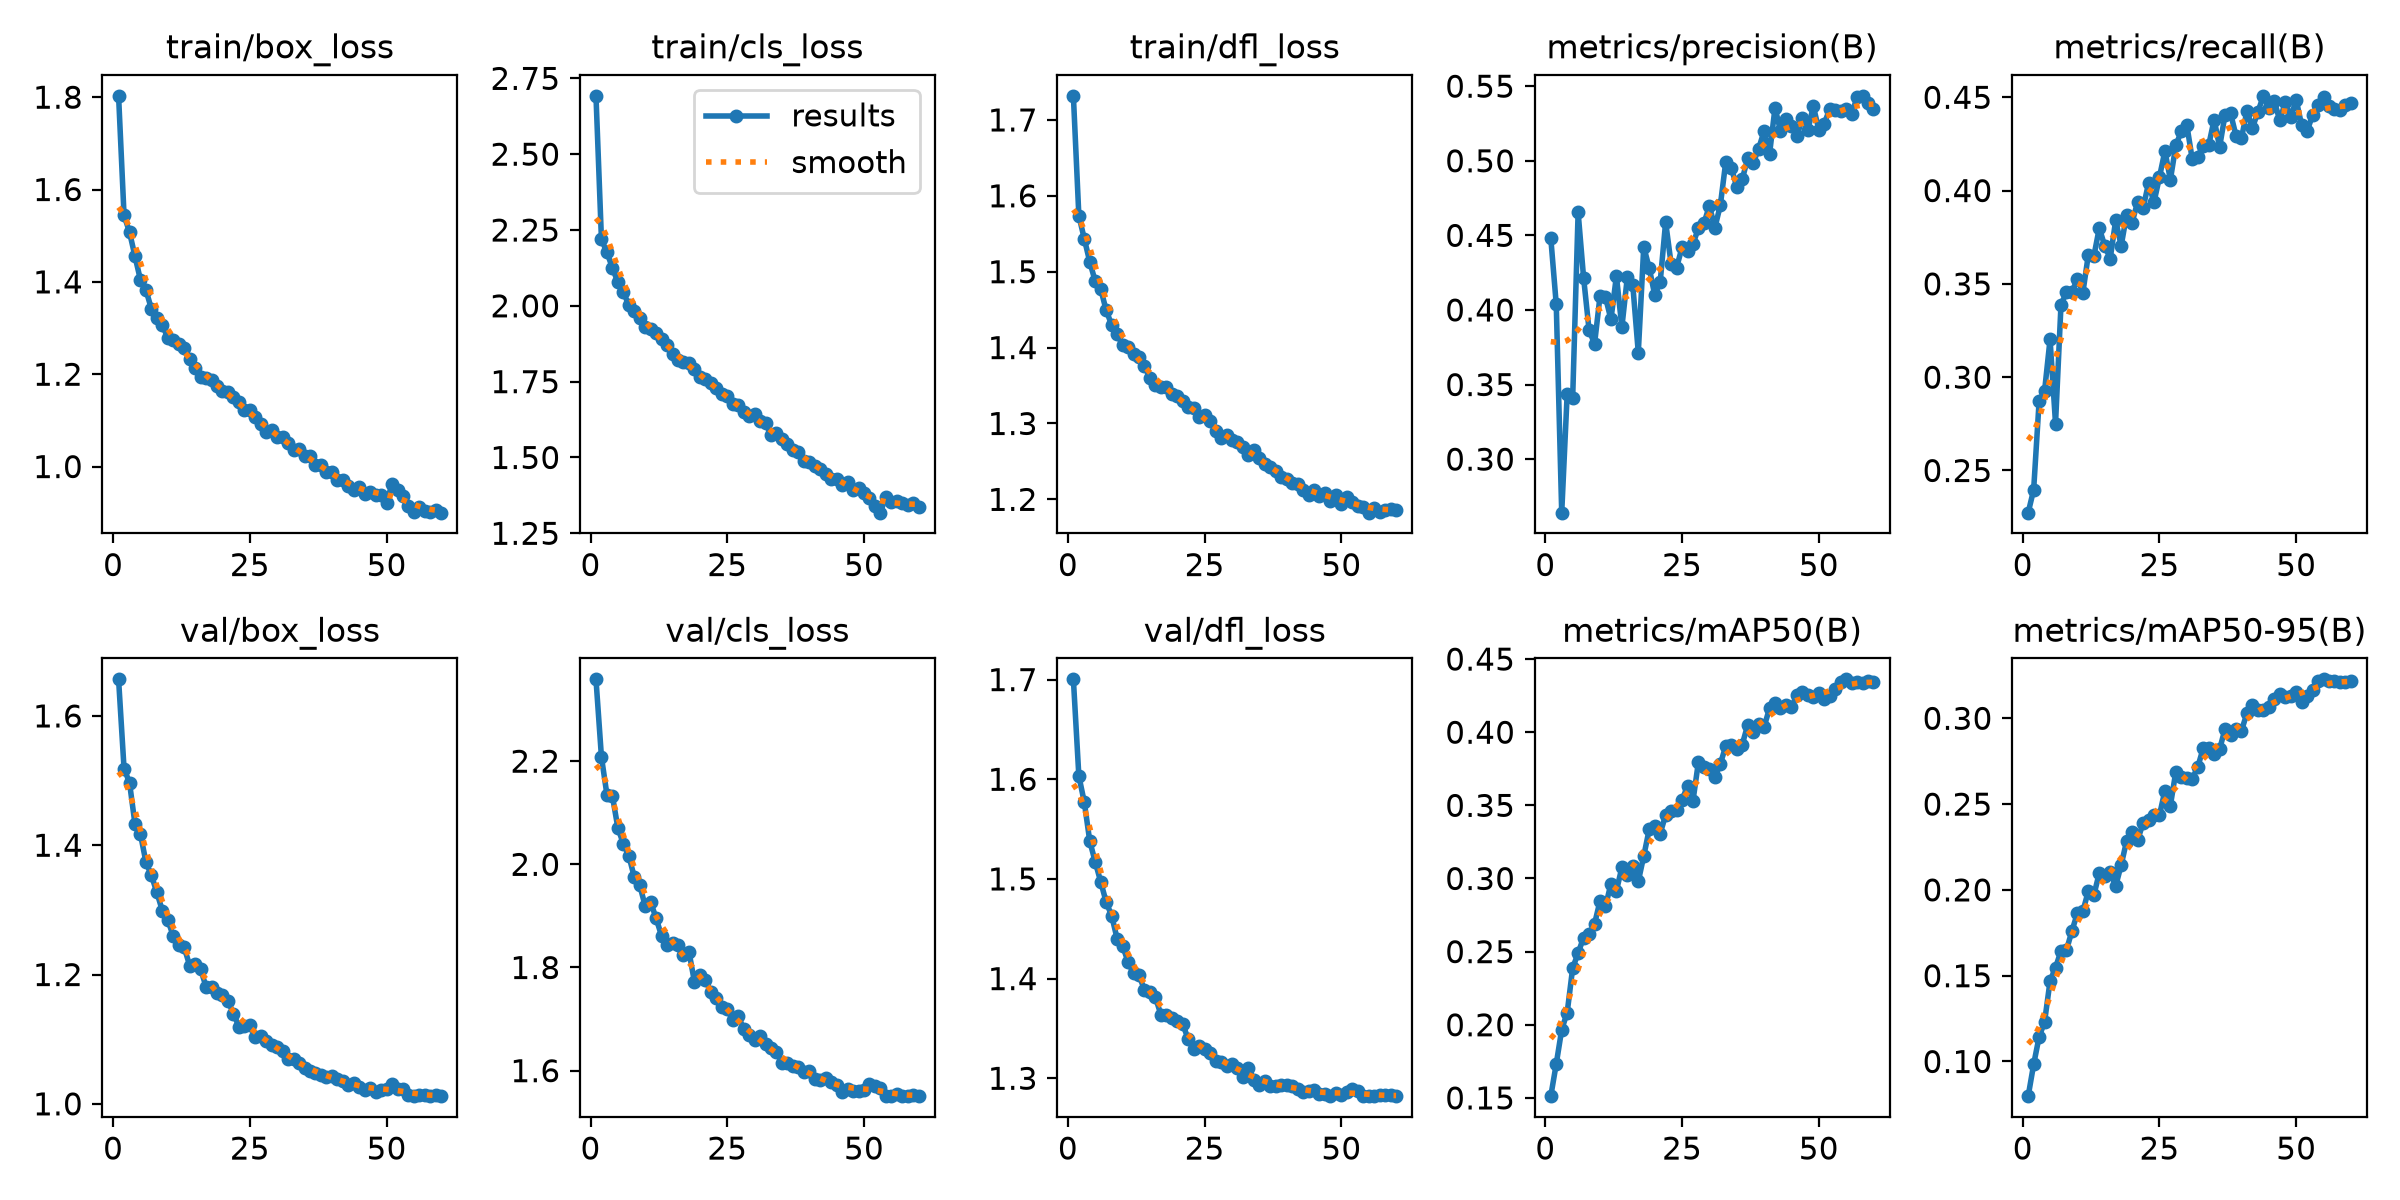 train/box_loss
1.8
1.6
1.4
1.2
1.0
0 25 50
train/cls_loss
2.75
2.50
2.25
2.00
1.75
1.50
1.25
0 25 50
results
smooth
train/dfl_loss
1.7
1.6
1.5
1.4
1.3
1.2
0 25 50
metrics/precision(B)
0.55
0.50
0.45
0.40
0.35
0.30
0 25 50
metrics/recall(B)
0.45
0.40
0.35
0.30
0.25
0 25 50
val/box_loss
1.6
1.4
1.2
1.0
0 25 50
val/cls_loss
2.2
2.0
1.8
1.6
0 25 50
val/dfl_loss
1.7
1.6
1.5
1.4
1.3
0 25 50
metrics/mAP50(B)
0.45
0.40
0.35
0.30
0.25
0.20
0.15
0 25 50
metrics/mAP50-95(B)
0.30
0.25
0.20
0.15
0.10
0 25 50